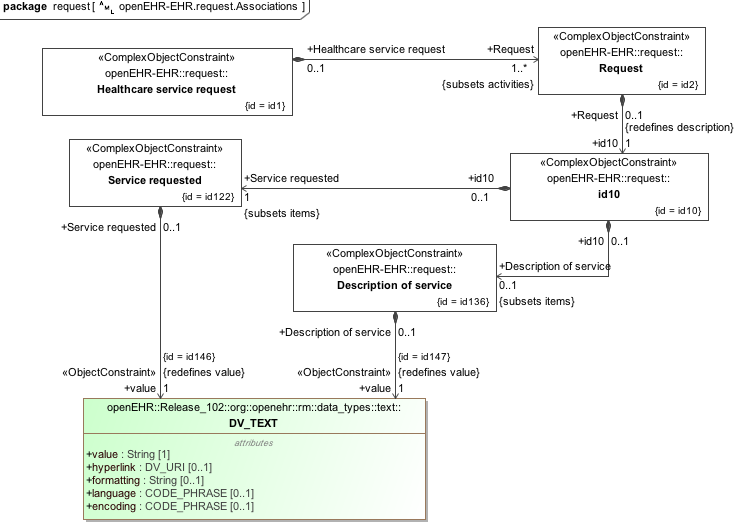 package request [ AML openEHR-EHR.request.Associations ]
«ComplexObjectConstraint»
openEHR-EHR::request::
Healthcare service request
{id = id1}
+Healthcare service request
0..1
+Request
1..*
{subsets activities}
«ComplexObjectConstraint»
openEHR-EHR::request::
Request
{id = id2}
+Request 0..1
{redefines description}
+id10 1
«ComplexObjectConstraint»
openEHR-EHR::request::
Service requested
{id = id122}
+Service requested
1
{subsets items}
+id10
0..1
«ComplexObjectConstraint»
openEHR-EHR::request::
id10
{id = id10}
+Service requested 0..1
+id10 0..1
«ComplexObjectConstraint»
openEHR-EHR::request::
Description of service
{id = id136}
+Description of service
0..1
{subsets items}
+Description of service 0..1
{id = id146}
«ObjectConstraint» {redefines value}
+value 1
{id = id147}
«ObjectConstraint» {redefines value}
+value 1
openEHR::Release_102::org::openehr::rm::data_types::text::
DV_TEXT
attributes
+value : String [1]
+hyperlink : DV_URI [0..1]
+formatting : String [0..1]
+language : CODE_PHRASE [0..1]
+encoding : CODE_PHRASE [0..1]